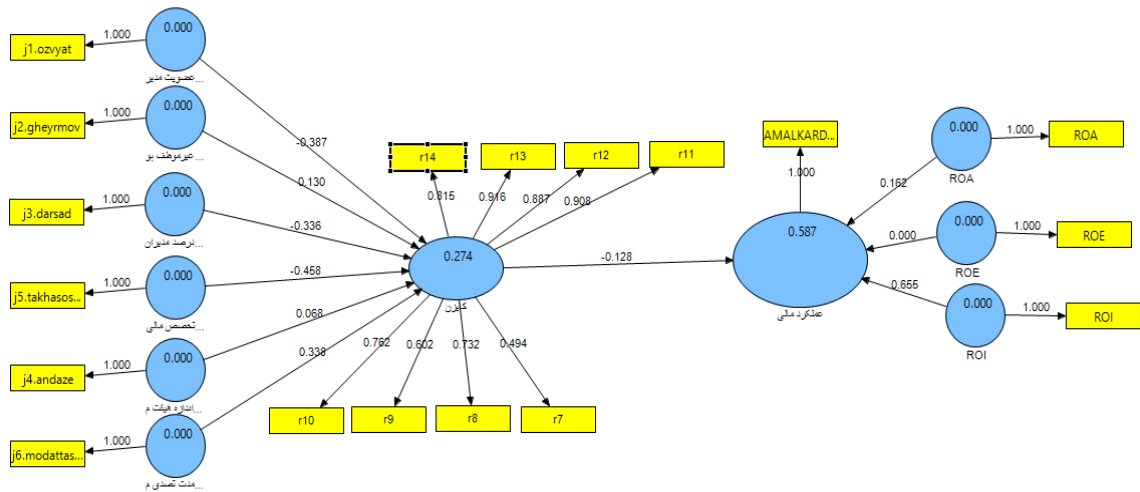 0.000
1.000
j1.ozvyat
عضویت مدیر...
0.000
1.000
j2.gheyrmov
غیرموظف بو...
0.000
1.000
j3.darsad
درصد مدیران...
0.000
1.000
j5.takhasos...
تخصص مالی...
0.000
1.000
j4.andaze
اندازه هیئت م...
0.000
1.000
j6.modattas...
مدت تصدی م...
-0.387
0.130
-0.336
-0.458
0.068
0.338
r14
r13
r12
r11
0.815
0.916
0.887
0.908
0.274
کایزن
0.762
0.602
0.732
0.494
r10
r9
r8
r7
-0.128
AMALKARD...
1.000
0.587
عملکرد مالی
0.162
0.000
0.655
0.000
1.000
ROA
ROA
0.000
1.000
ROE
ROE
0.000
1.000
ROI
ROI